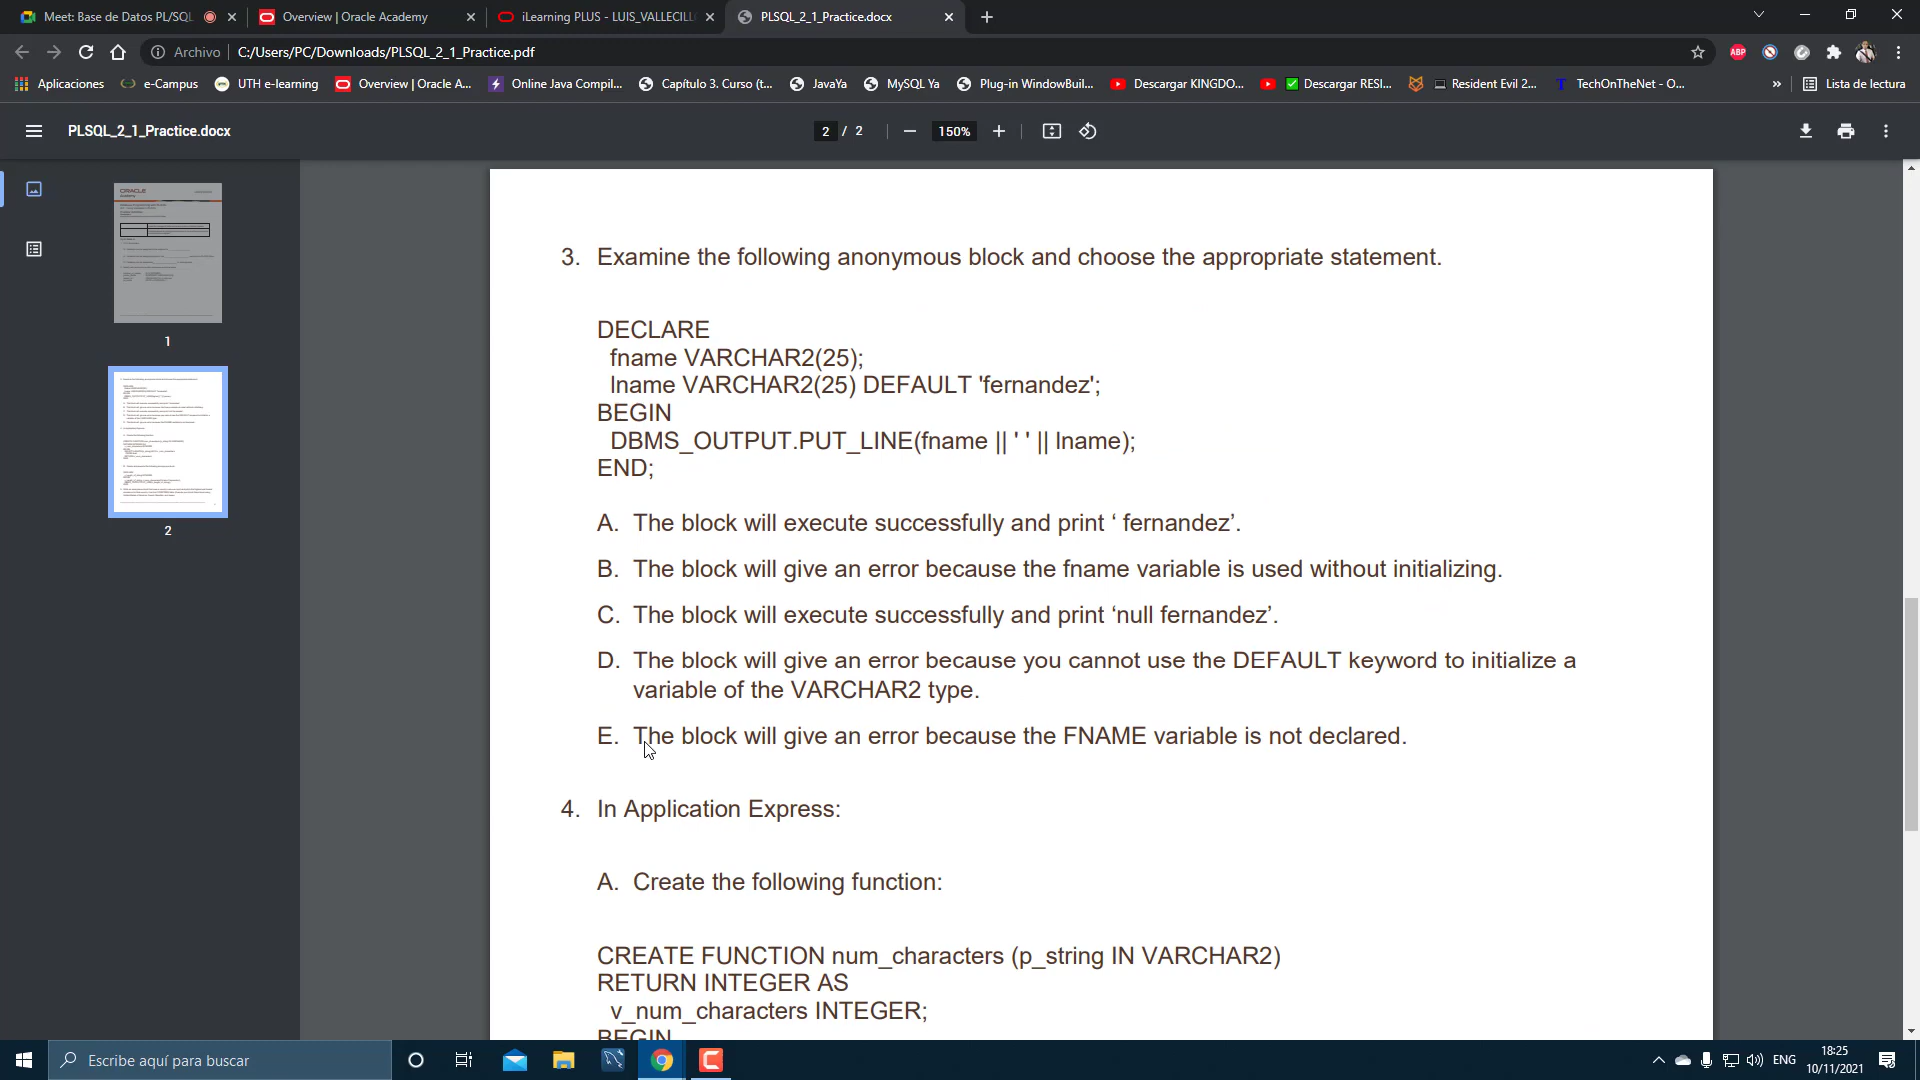 Meet: Base de Datos PL/SQL
Overview | Oracle Academy
iLearning PLUS - LUIS_VALLECILL
PLSQL_2_1_Practice.docx
Archivo
C:/Users/PC/Downloads/PLSQL_2_1_Practice.pdf
ABP
Aplicaciones
e-Campus
UTH e-learning
Overview | Oracle A...
Online Java Compil...
Capítulo 3. Curso (t...
JavaYa
MySQL Ya
Plug-in WindowBuil...
Descargar KINGDO...
Descargar RESI...
Resident Evil 2...
TechOnTheNet - O...
»
Lista de lectura
PLSQL_2_1_Practice.docx
2 / 2
150%
ORACLE
1
2
3. Examine the following anonymous block and choose the appropriate statement.
DECLARE
fname VARCHAR2(25);
lname VARCHAR2(25) DEFAULT 'fernandez';
BEGIN
DBMS_OUTPUT.PUT_LINE(fname || ' ' || lname);
END;
A. The block will execute successfully and print ‘ fernandez’.
B. The block will give an error because the fname variable is used without initializing.
C. The block will execute successfully and print ‘null fernandez’.
D. The block will give an error because you cannot use the DEFAULT keyword to initialize a
variable of the VARCHAR2 type.
E. The block will give an error because the FNAME variable is not declared.
4. In Application Express:
A. Create the following function:
CREATE FUNCTION num_characters (p_string IN VARCHAR2)
RETURN INTEGER AS
v_num_characters INTEGER;
BEGIN
Escribe aquí para buscar
ENG
18:25
10/11/2021